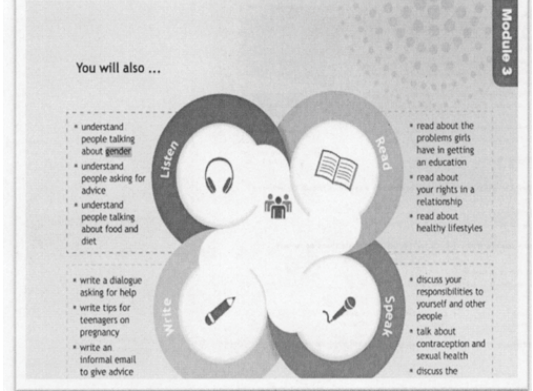 Module 3
You will also ...
• understand
people talking
about gender
• understand
people asking for
advice
• understand
people talking
about food and
diet
Listen
Read
• read about the
problems girls
have in getting
an education
• read about
your rights in a
relationship
• read about
healthy lifestyles
• write a dialogue
asking for help
• write tips for
teenagers on
pregnancy
• write an
informal email
to give advice
Write
Speak
• discuss your
responsibilities to
yourself and other
people
• talk about
contraception and
sexual health
• discuss the